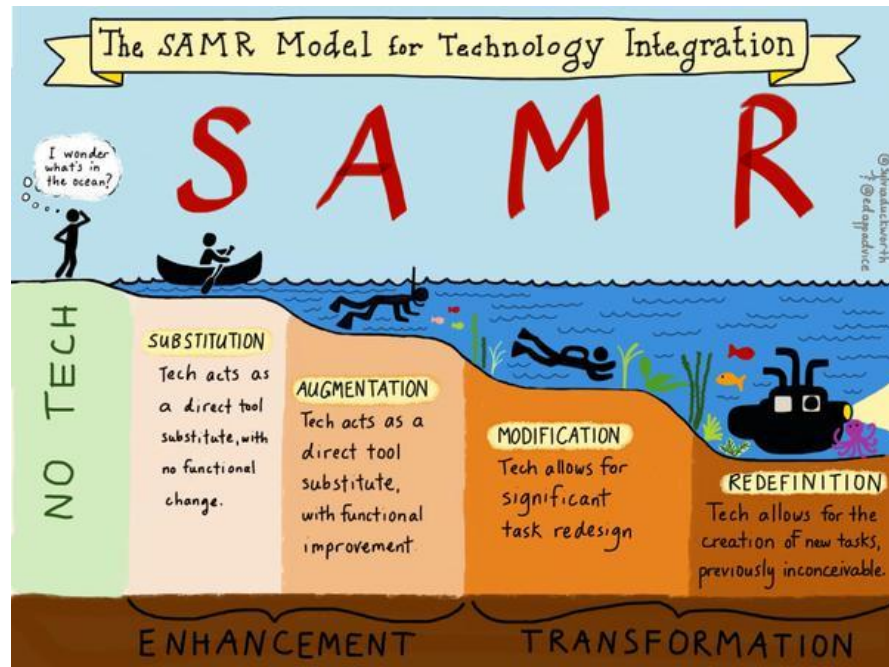 The SAMR Model for Technology Integration
S A M R
I wonder
what's in
the ocean?
@sylviaduckworth
@edappadvice
NO TECH
SUBSTITUTION
Tech acts as
a direct tool
substitute, with
no functional
change.
AUGMENTATION
Tech acts as a
direct tool
substitute,
with functional
improvement
MODIFICATION
Tech allows for
significant
task redesign
REDEFINITION
Tech allows for the
creation of new tasks,
previously inconceivable.
ENHANCEMENT
TRANSFORMATION